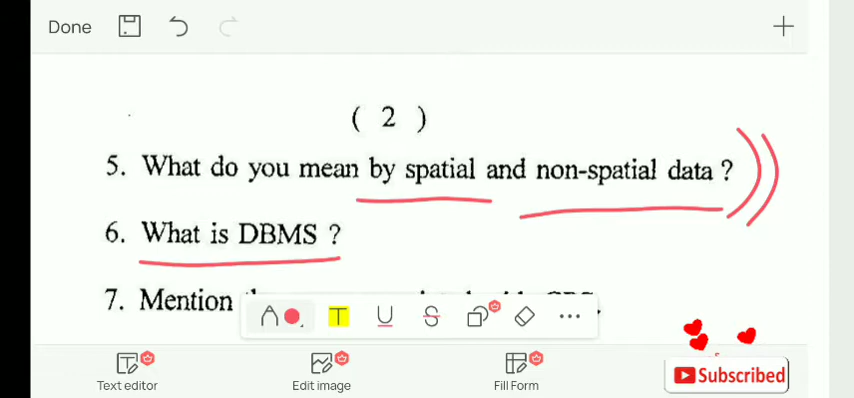 Done
( 2 )
5. What do you mean by spatial and non-spatial data ?
6. What is DBMS ?
7. Mention
T U S
Text editor Edit image Fill Form Subscribed